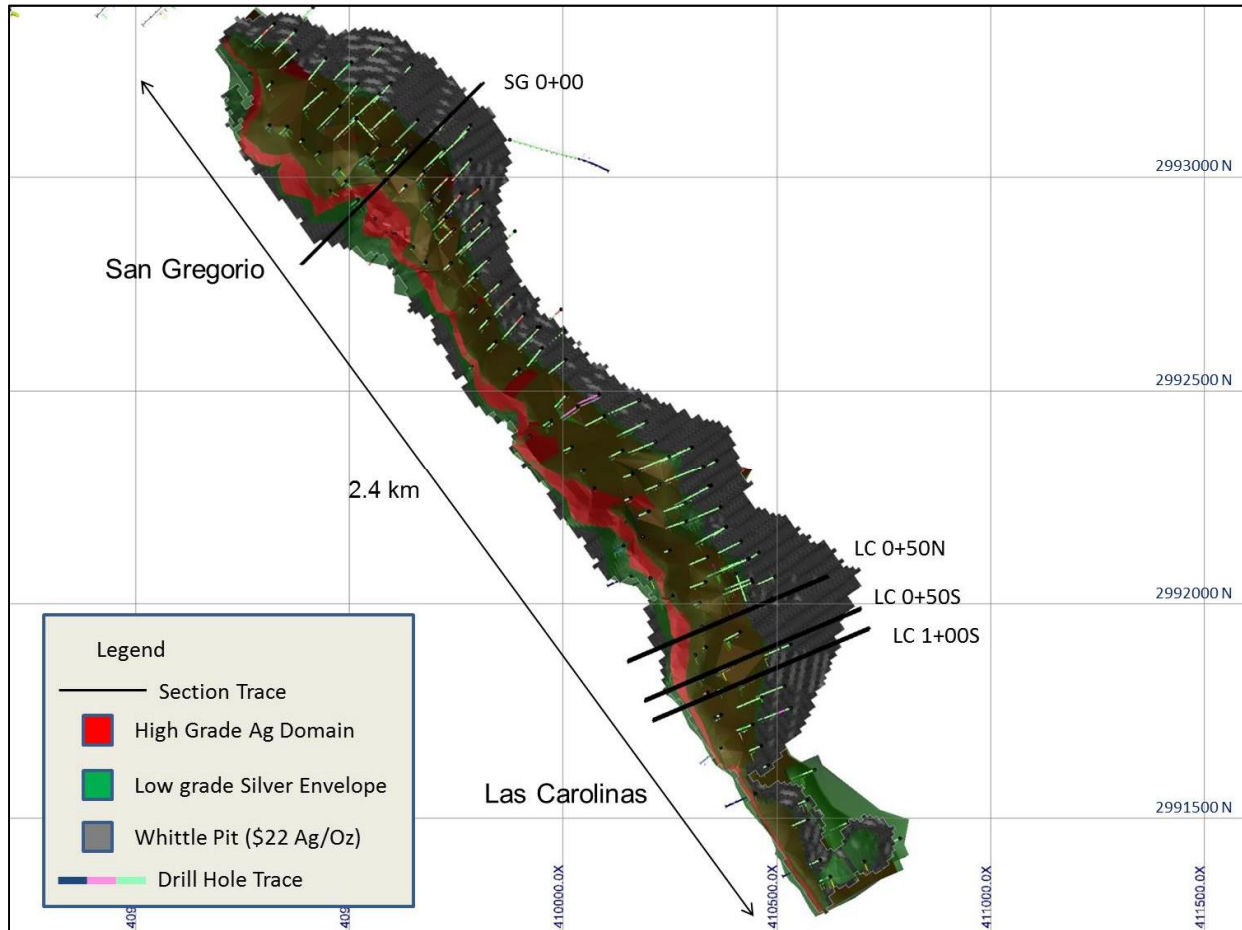 SG 0+00
2993000 N
San Gregorio
2992500 N
2.4 km
LC 0+50N
LC 0+50S
2992000 N
LC 1+00S
Legend
Section Trace
High Grade Ag Domain
Low grade Silver Envelope
Whittle Pit ($22 Ag/Oz)
Drill Hole Trace
Las Carolinas
2991500 N
409
409
410000.0X
410500.0X
411000.0X
411500.0X